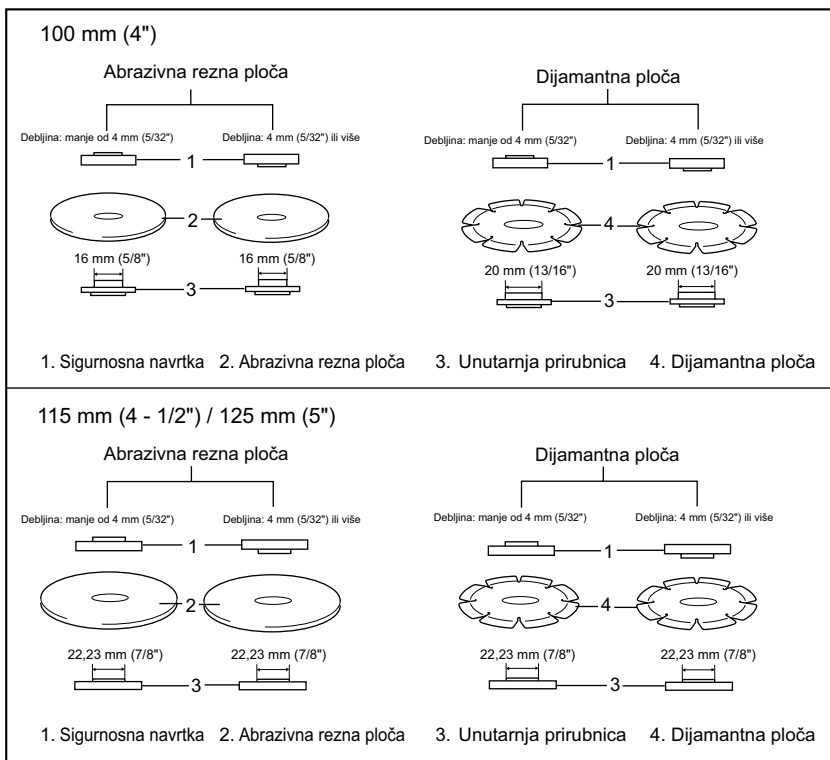 100 mm (4")
Abrazivna rezna ploča
Dijamantna ploča
Debljina: manje od 4 mm (5/32")
Debljina: 4 mm (5/32") ili više
Debljina: manje od 4 mm (5/32")
Debljina: 4 mm (5/32") ili više
1
1
2
4
16 mm (5/8")
16 mm (5/8")
20 mm (13/16")
20 mm (13/16")
3
3
1. Sigurnosna navrtka 2. Abrazivna rezna ploča 3. Unutarnja prirubnica 4. Dijamantna ploča
115 mm (4 - 1/2") / 125 mm (5")
Abrazivna rezna ploča
Dijamantna ploča
Debljina: manje od 4 mm (5/32")
Debljina: 4 mm (5/32") ili više
Debljina: manje od 4 mm (5/32")
Debljina: 4 mm (5/32") ili više
1
1
2
4
22,23 mm (7/8")
22,23 mm (7/8")
22,23 mm (7/8")
22,23 mm (7/8")
3
3
1. Sigurnosna navrtka 2. Abrazivna rezna ploča 3. Unutarnja prirubnica 4. Dijamantna ploča